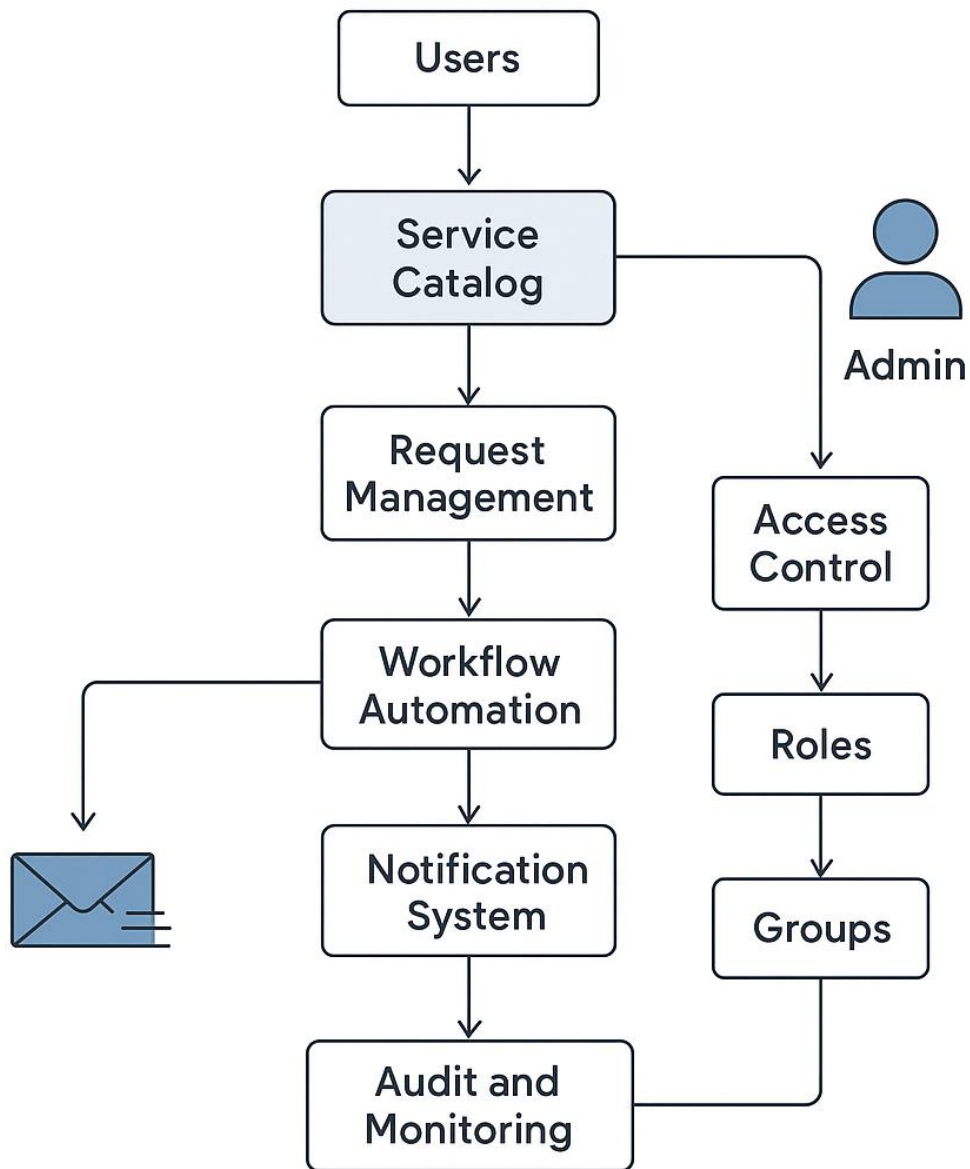 Users
Service
Catalog
Admin
Request
Management
Access
Control
Workflow
Automation
Roles
Notification
System
Groups
Audit and
Monitoring